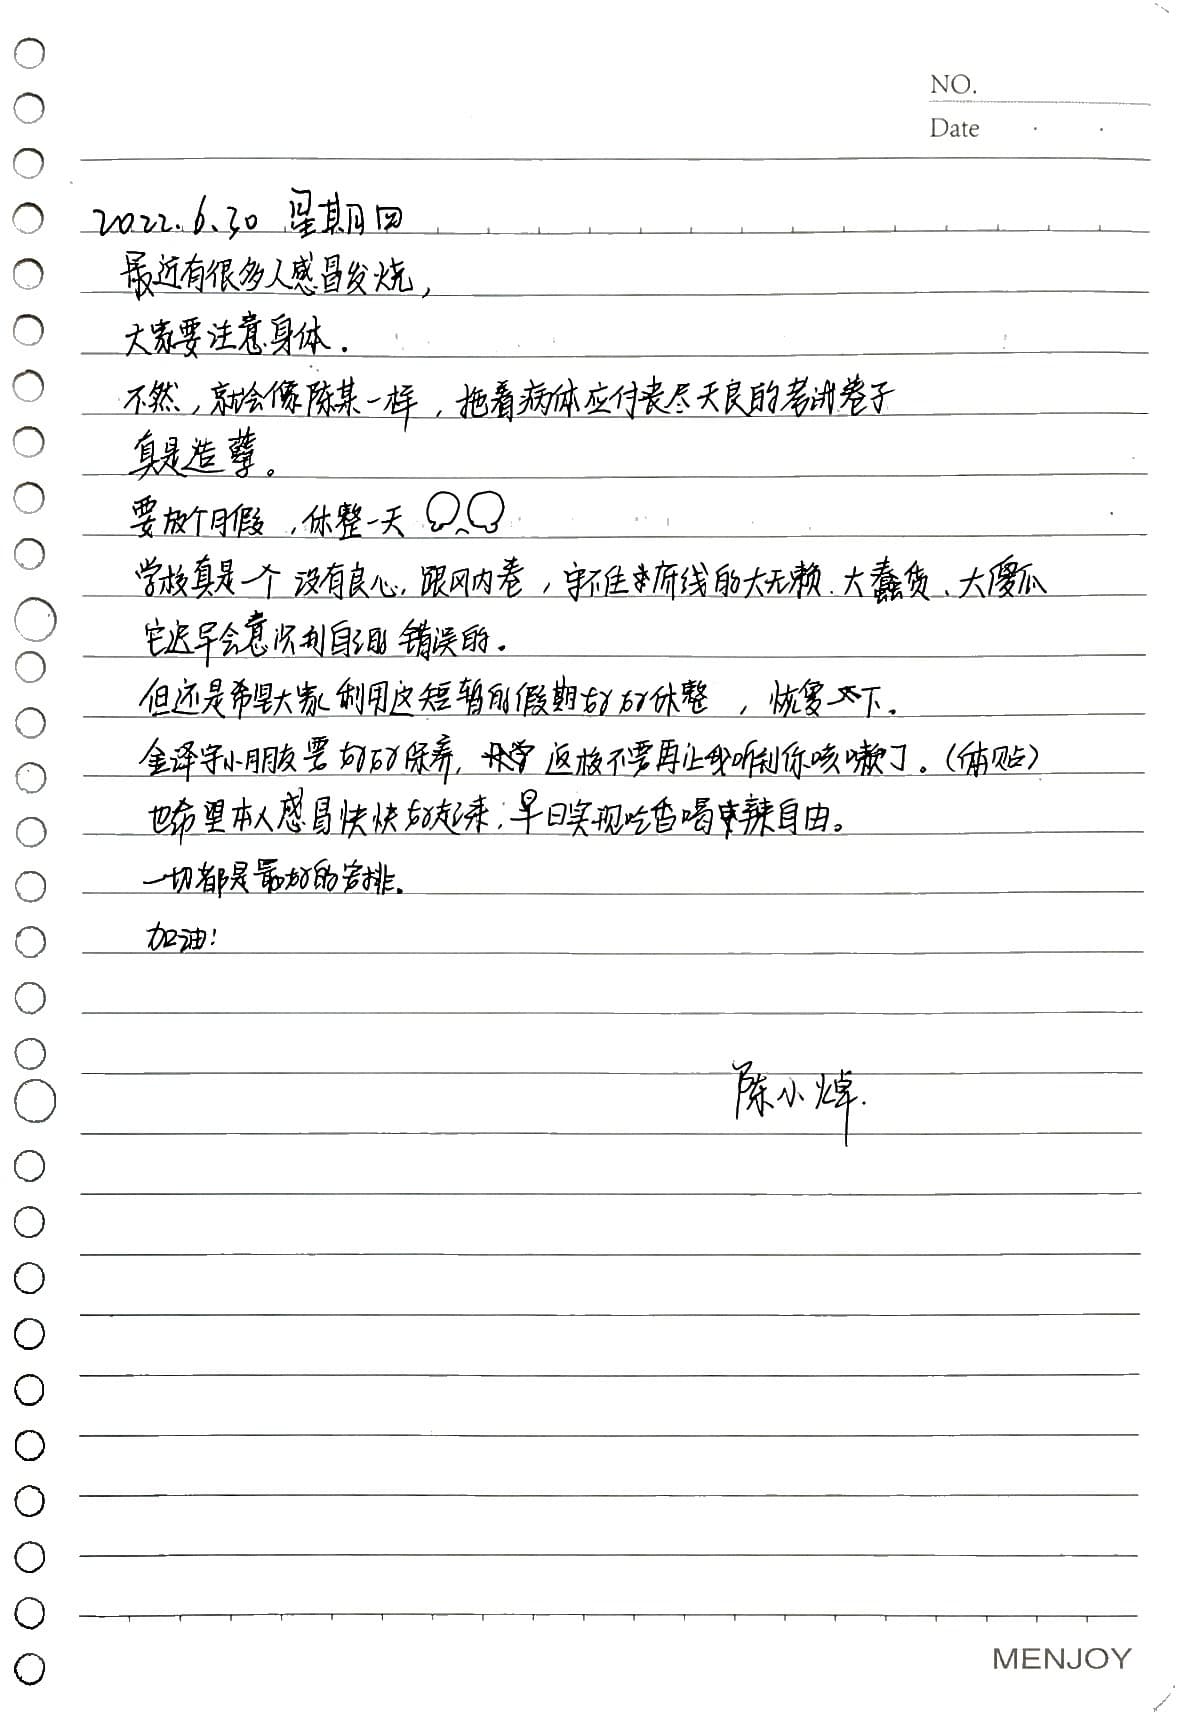 NO.
Date
2022.6.30 星期四
最近有很多人感冒发烧,
大家要注意身体.
不然,就会像陈某一样,拖着病体应付丧尽天良的考试卷子
真是造孽。
要放个月假,休整一天
学校真是一个没有良心,跟风内卷,守不住底线的大无赖、大蠢货、大傻瓜
它迟早会意识到自己的错误的.
但还是希望大家利用这短暂的假期好好休整,恢复一下.
金泽宇小朋友要好好保养,返校不要再让我听到你咳嗽了。(体贴)
也希望本人感冒快快好起来,早日实现吃香喝辣自由。
一切都是最好的安排.
加油!
陈小焯.
MENJOY